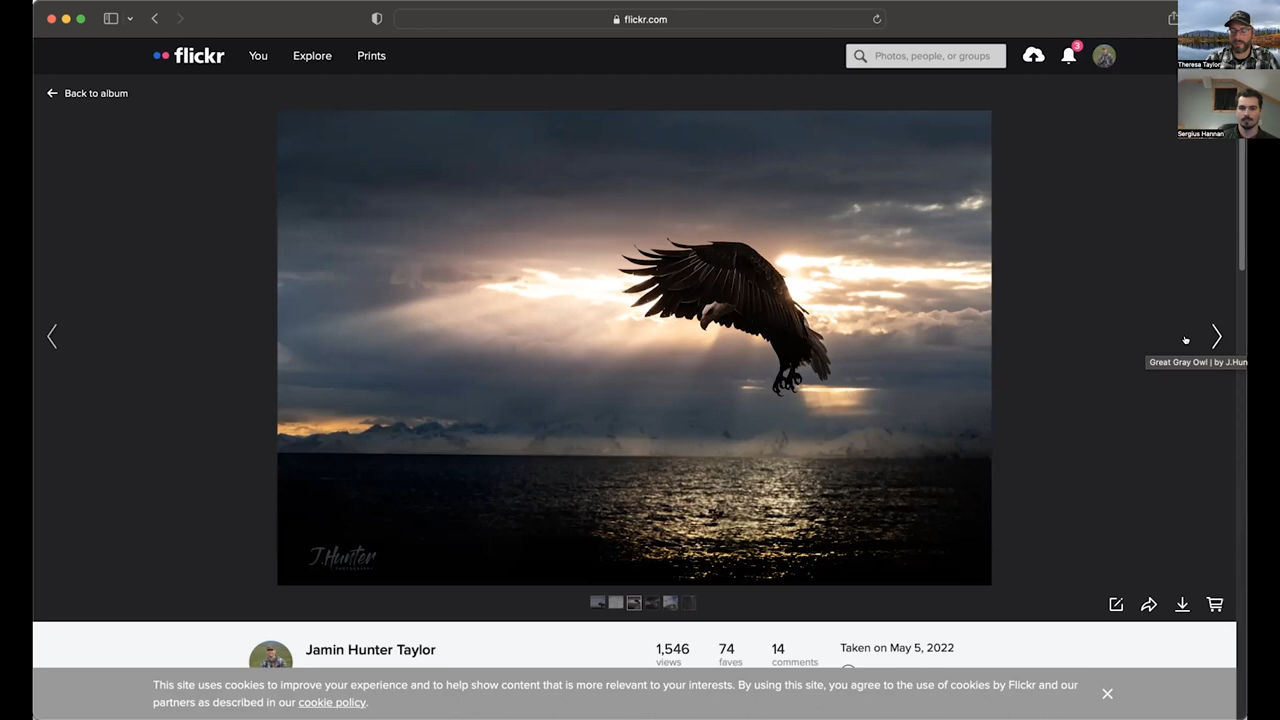 flickr.com
flickr You Explore Prints Photos, people, or groups 3
Theresa Taylor
Back to album
Sergius Hannan
Great Gray Owl | by J.Hun
J.Hunter
PHOTOGRAPHY
Jamin Hunter Taylor
1,546 74 14 Taken on May 5, 2022
views faves comments
This site uses cookies to improve your experience and to help show content that is more relevant to your interests. By using this site, you agree to the use of cookies by Flickr and our
partners as described in our cookie policy.